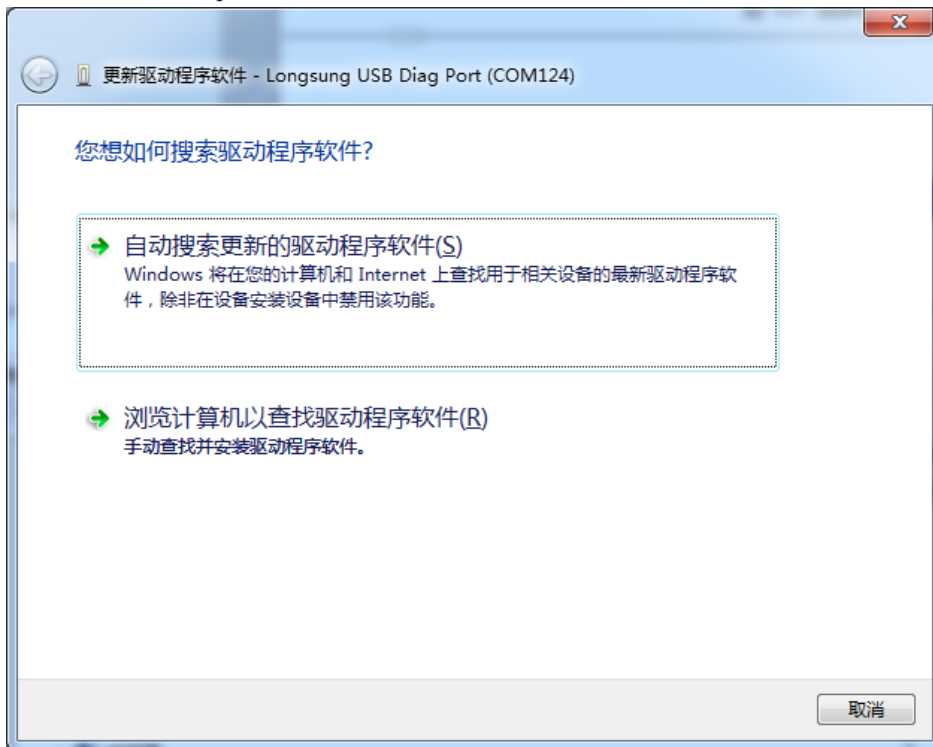 更新驱动程序软件 - Longsung USB Diag Port (COM124)
您想如何搜索驱动程序软件?
自动搜索更新的驱动程序软件(S)
Windows 将在您的计算机和 Internet 上查找用于相关设备的最新驱动程序软
件，除非在设备安装设备中禁用该功能。
浏览计算机以查找驱动程序软件(R)
手动查找并安装驱动程序软件。
取消